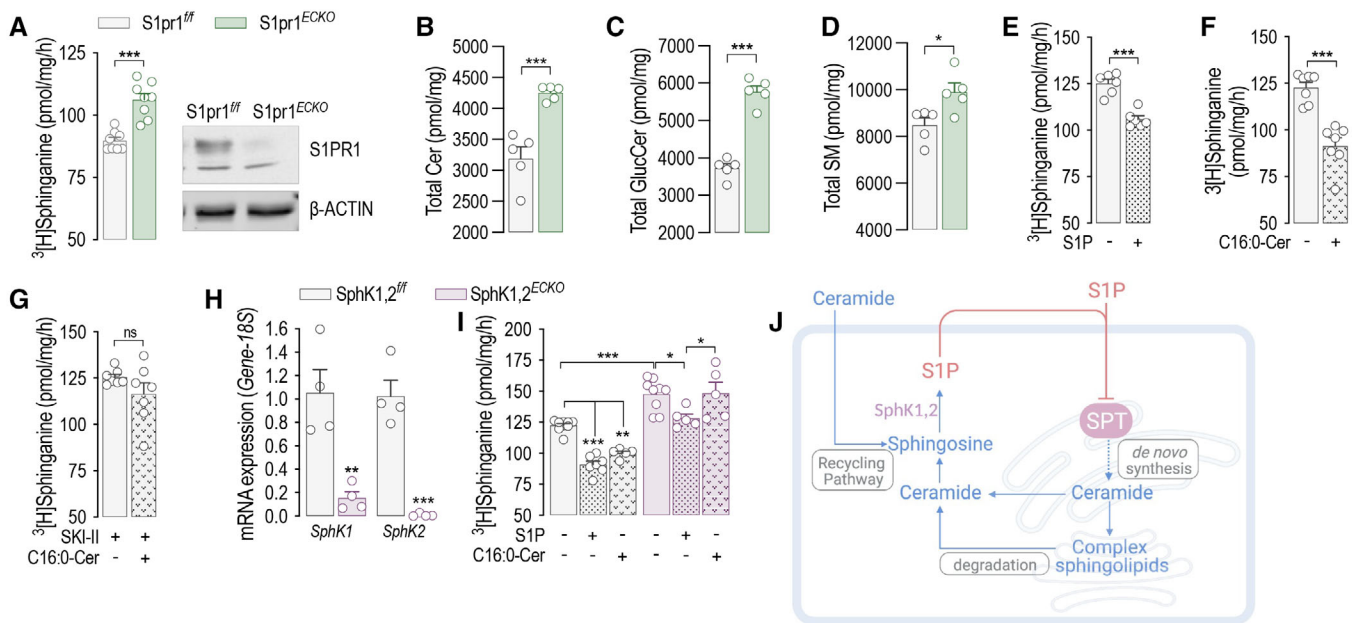 A
S1pr1f/f S1pr1ECKO
3[H]Sphinganine (pmol/mg/h)
125
100
75
50
***
S1pr1f/f S1pr1ECKO
S1PR1
β-ACTIN
B
Total Cer (pmol/mg)
5000
4500
4000
3500
3000
2500
2000
***
C
Total GlucCer (pmol/mg)
7000
6000
5000
4000
3000
2000
***
D
Total SM (pmol/mg)
12000
10000
8000
6000
4000
*
E
3[H]Sphinganine (pmol/mg/h)
150
125
100
75
50
***
S1P - +
F
3[H]Sphinganine
(pmol/mg/h)
150
125
100
75
50
***
- +
C16:0-Cer
G
3[H]Sphinganine (pmol/mg/h)
150
125
100
75
50
ns
SKI-II + +
C16:0-Cer - +
H
SphK1,2f/f SphK1,2ECKO
mRNA expression (Gene-18S)
1.6
1.4
1.2
1.0
0.8
0.6
0.4
0.2
0.0
**
***
SphK1 SphK2
I
3[H]Sphinganine (pmol/mg/h)
200
175
150
125
100
75
50
***
*
*
***
**
S1P - + - - + -
C16:0-Cer - - + - - +
J
Ceramide
S1P
S1P
SphK1,2
SPT
Sphingosine
de novo
synthesis
Recycling
Pathway
Ceramide
Ceramide
degradation
Complex
sphingolipids